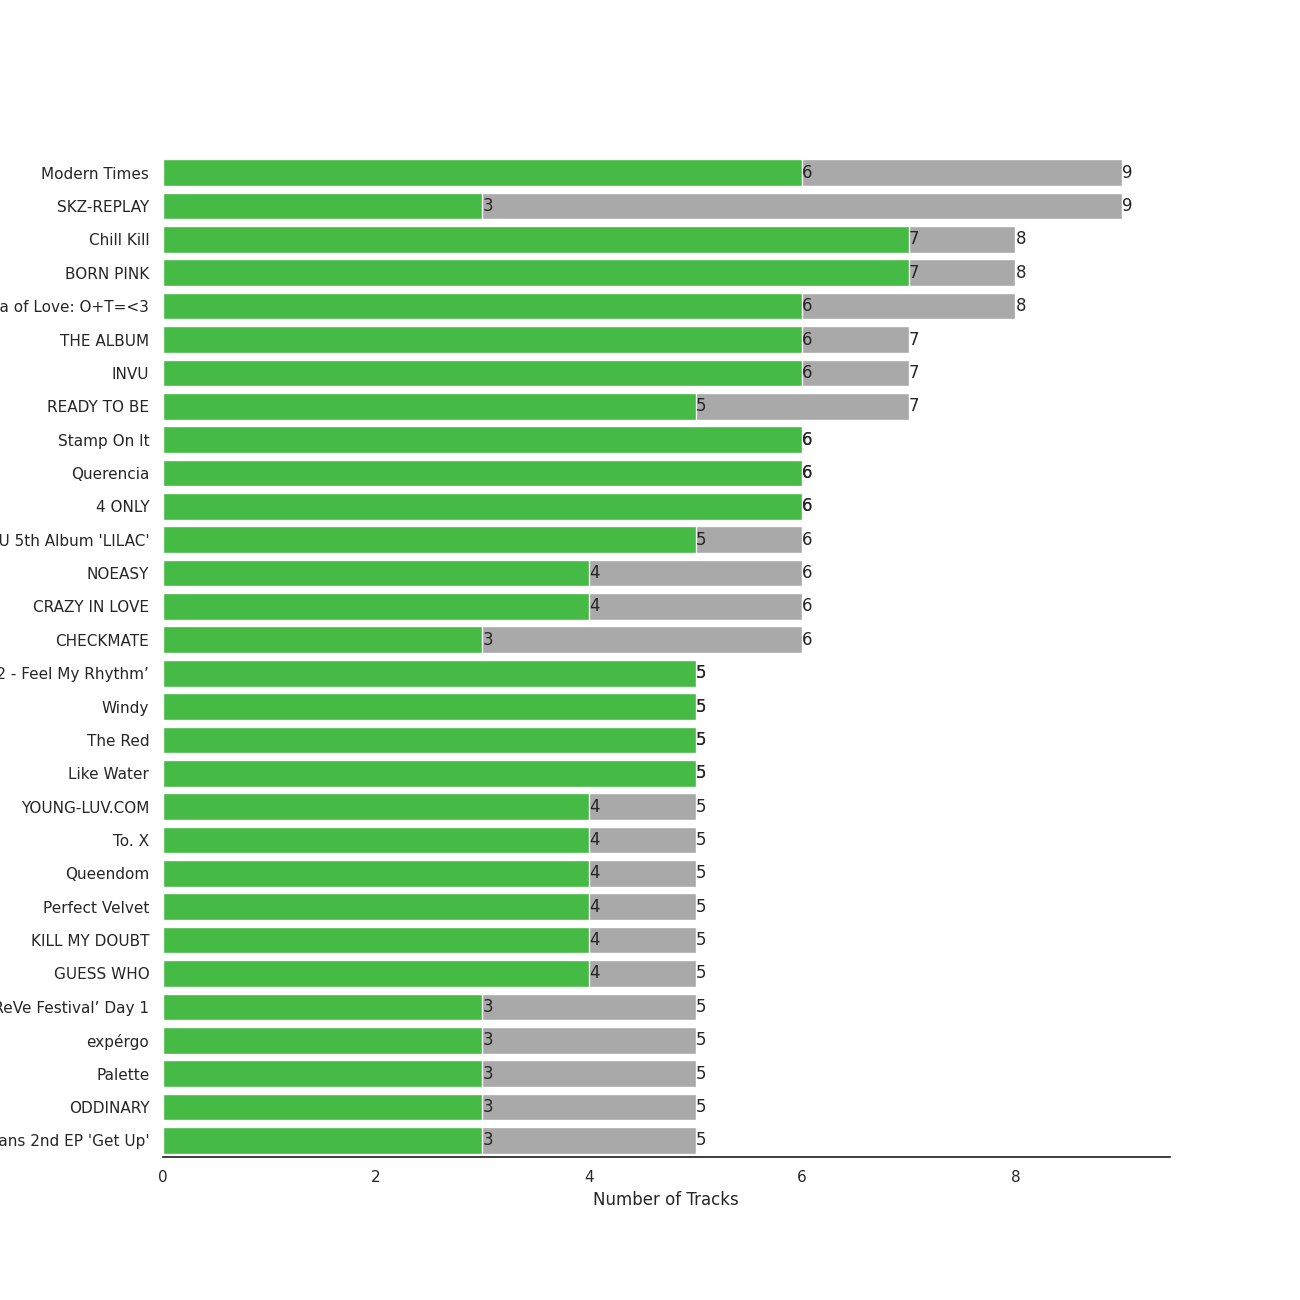 Modern Times 6 9
SKZ-REPLAY 3 9
Chill Kill 7 8
BORN PINK 7 8
a of Love: O+T=<3 6 8
THE ALBUM 6 7
INVU 6 7
READY TO BE 5 7
Stamp On It 6
Querencia 6
4 ONLY 6
U 5th Album 'LILAC' 5 6
NOEASY 4 6
CRAZY IN LOVE 4 6
CHECKMATE 3 6
2 - Feel My Rhythm’ 5
Windy 5
The Red 5
Like Water 5
YOUNG-LUV.COM 4 5
To. X 4 5
Queendom 4 5
Perfect Velvet 4 5
KILL MY DOUBT 4 5
GUESS WHO 4 5
ReVe Festival’ Day 1 3 5
expérgo 3 5
Palette 3 5
ODDINARY 3 5
ans 2nd EP 'Get Up' 3 5
0 2 4 6 8
Number of Tracks